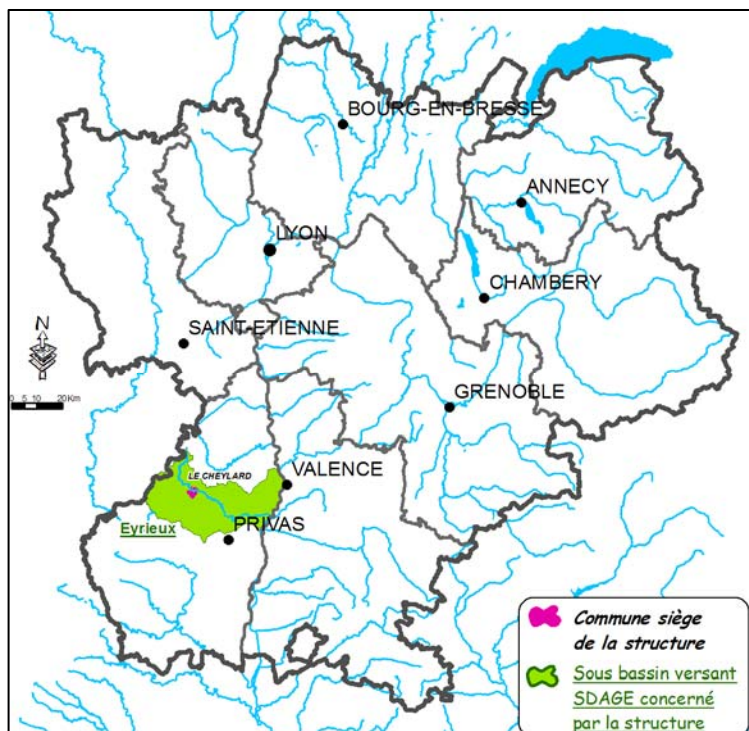 BOURG-EN-BRESSE
ANNECY
LYON
CHAMBERY
SAINT-ETIENNE
N
0 5 10 20 Km
GRENOBLE
LE CHEYLARD
VALENCE
Eyrieux
PRIVAS
Commune siège
de la structure
Sous bassin versant
SDAGE concerné
par la structure